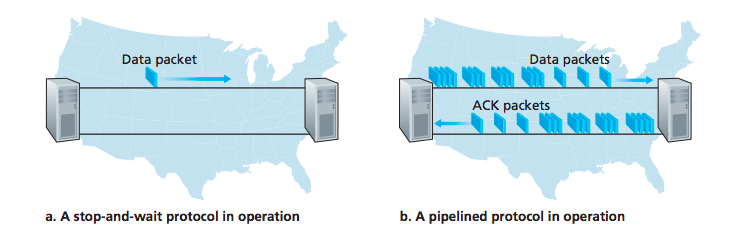 Data packet
a. A stop-and-wait protocol in operation
Data packets
ACK packets
b. A pipelined protocol in operation